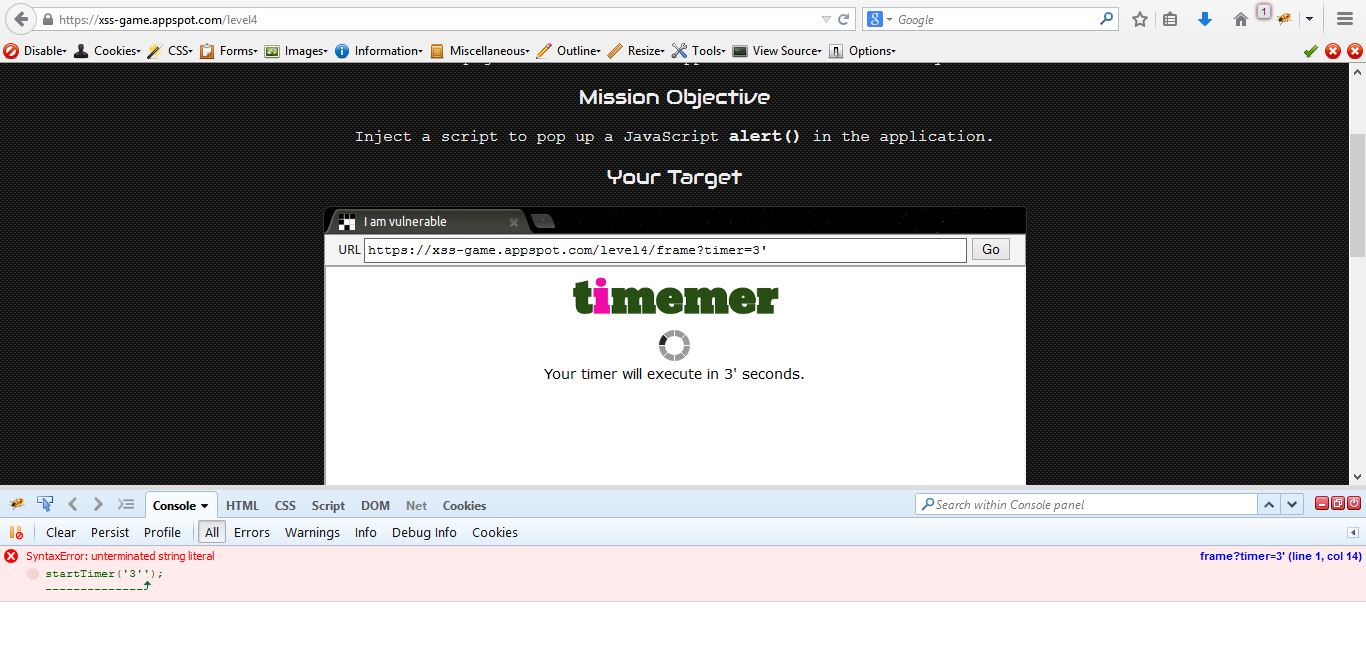 https://xss-game.appspot.com/level4
Google
1
Disable Cookies CSS Forms Images Information Miscellaneous Outline Resize Tools View Source Options
Mission Objective
Inject a script to pop up a JavaScript alert() in the application.
Your Target
I am vulnerable
URL https://xss-game.appspot.com/level4/frame?timer=3' Go
timemer
Your timer will execute in 3' seconds.
Console HTML CSS Script DOM Net Cookies Search within Console panel
Clear Persist Profile All Errors Warnings Info Debug Info Cookies
SyntaxError: unterminated string literal frame?timer=3' (line 1, col 14)
startTimer('3'');